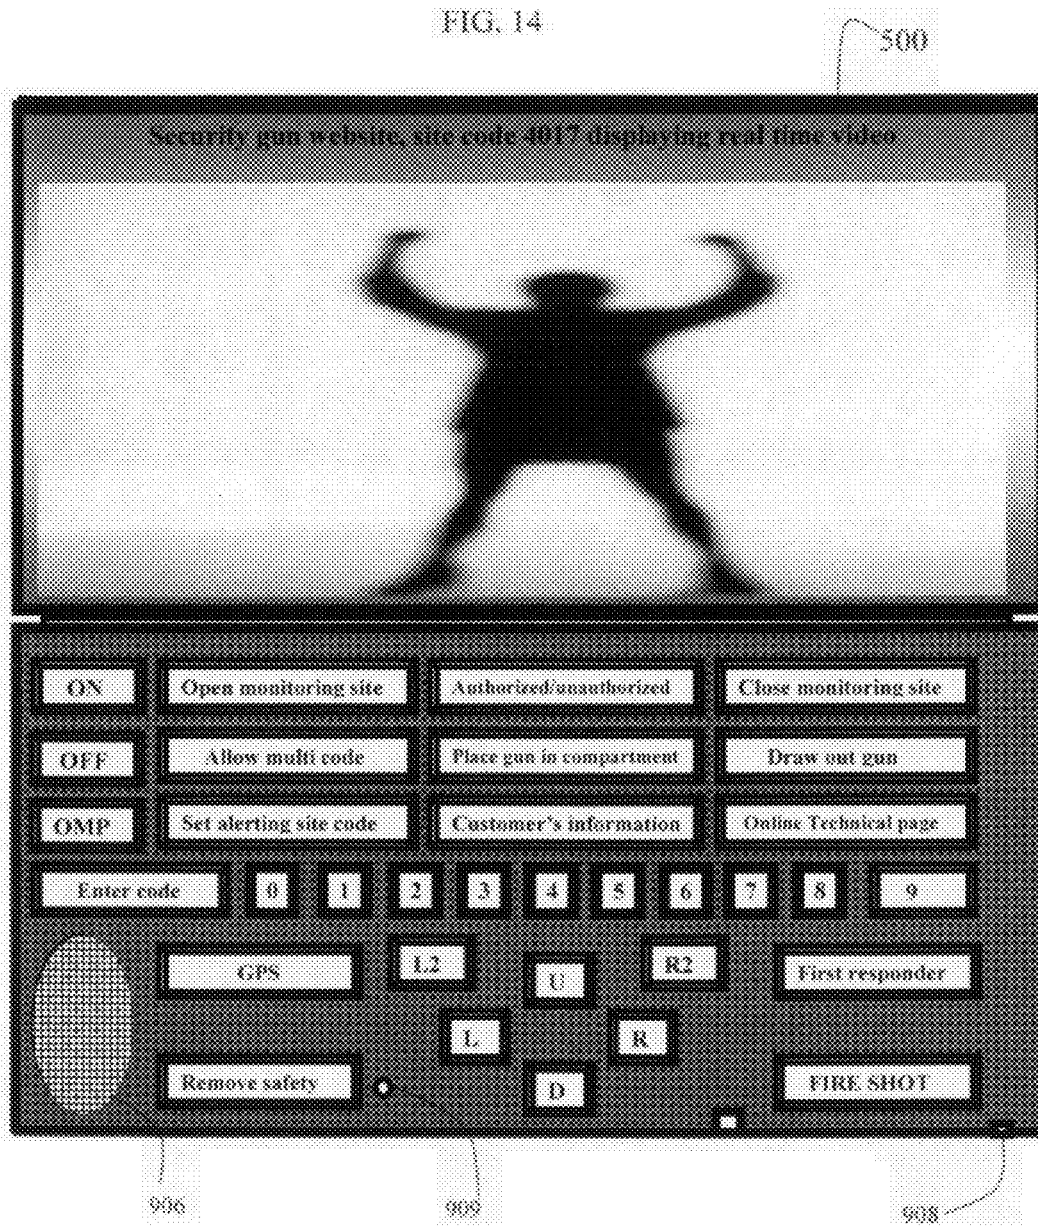 FIG. 14
500
Security gun website, site code 4017 displaying real time video
ON Open monitoring site Authorized/unauthorized Close monitoring site
OFF Allow multi code Place gun in compartment Draw out gun
OMP Set alerting site code Customer's information Online Technical page
Enter code 0 1 2 3 4 5 6 7 8 9
GPS L2 U R2 First responder
L R
Remove safety D FIRE SHOT
906 909 908